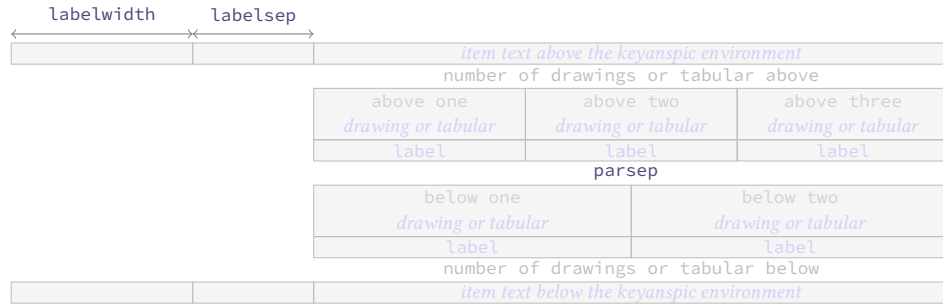 labelwidth labelsep
item text above the keyanspic environment
number of drawings or tabular above
above one above two above three
drawing or tabular drawing or tabular drawing or tabular
label label label
parsep
below one below two
drawing or tabular drawing or tabular
label label
number of drawings or tabular below
item text below the keyanspic environment